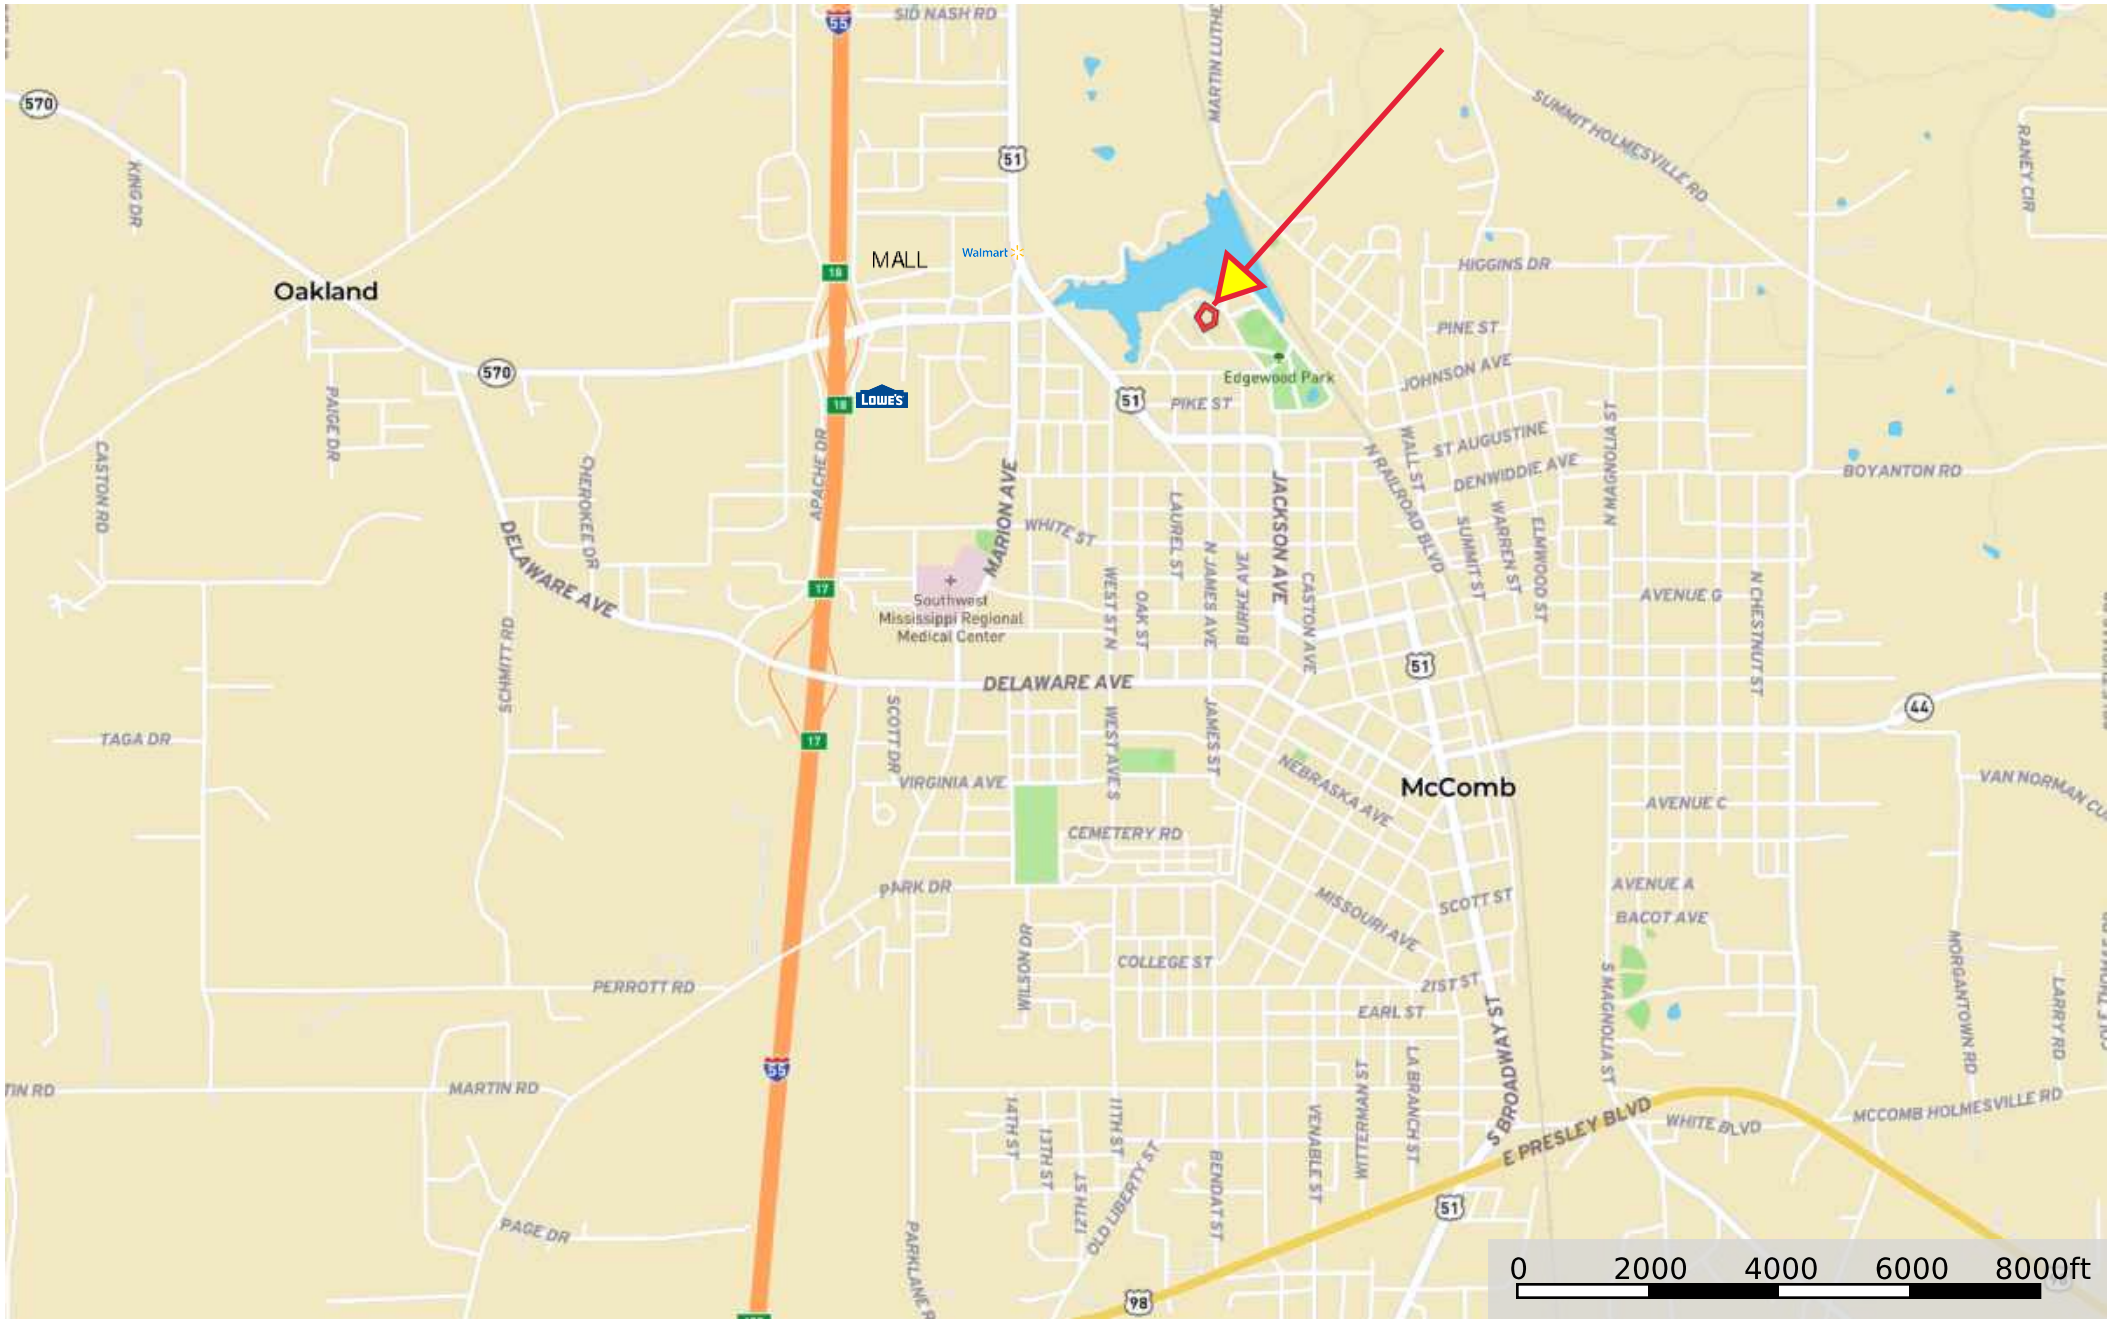 SID NASH RD
55
570
51
MARTIN LUTH
SUMMIT HOLMESVILLE RD
RANEY CIR
KING DR
18
MALL
Walmart
Oakland
HIGGINS DR
PINE ST
570
JOHNSON AVE
Edgewood Park
18
LOWE'S
51
PIKE ST
PAIGE DR
CASTON RD
CHEROKEE DR
APACHE DR
MARION AVE
WALL ST
ST AUGUSTINE
DENWIDDIE AVE
N MAGNOLIA ST
BOYANTON RD
N RAILROAD BLVD
LAUREL ST
JACKSON AVE
WHITE ST
SUMMIT ST
WARREN ST
ELMWOOD ST
DELAWARE AVE
17
Southwest
Mississippi Regional
Medical Center
WEST ST N
OAK ST
N JAMES AVE
BURKE AVE
CASTON AVE
AVENUE G
N CHESTNUT ST
SCHMITT RD
51
DELAWARE AVE
44
TAGA DR
17
SCOTT DR
WEST AVE S
JAMES ST
VIRGINIA AVE
NEBRASKA AVE
McComb
VAN NORMAN CU
AVENUE C
CEMETERY RD
PARK DR
MISSOURI AVE
SCOTT ST
AVENUE A
BACOT AVE
WILSON DR
COLLEGE ST
PERROTT RD
21ST ST
EARL ST
S BROADWAY ST
S MAGNOLIA ST
MORGANTOWN RD
LARRY RD
55
TIN RD
MARTIN RD
WITTERMAN ST
LA BRANCH ST
14TH ST
13TH ST
11TH ST
VENABLE ST
E PRESLEY BLVD
WHITE BLVD
MCCOMB HOLMESVILLE RD
12TH ST
OLD LIBERTY ST
BENDAT ST
51
PAGE DR
PARKLANE R
98
0 2000 4000 6000 8000ft